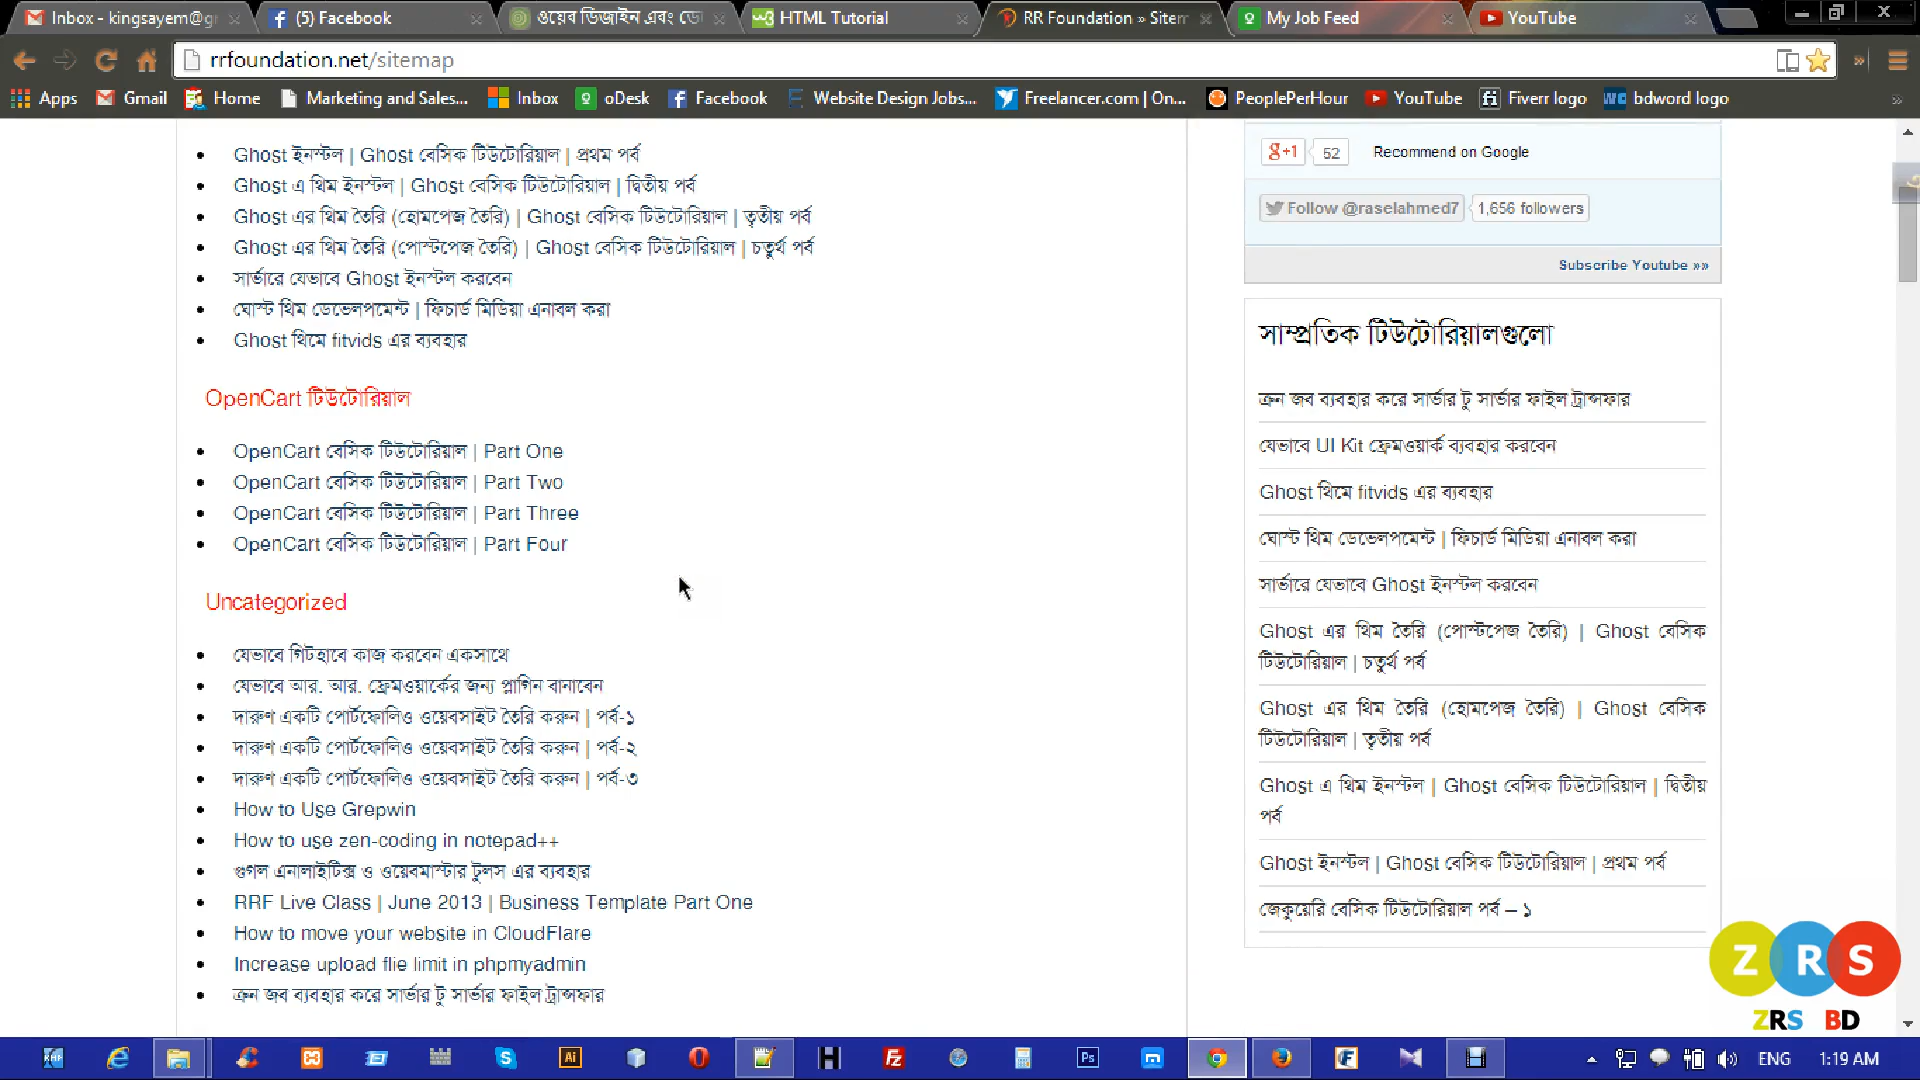 Inbox - kingsayem@g
(5) Facebook
ওয়েব ডিজাইন এবং ডে
HTML Tutorial
RR Foundation » Sitem
My Job Feed
YouTube
rrfoundation.net/sitemap
Apps
Gmail
Home
Marketing and Sales...
Inbox
oDesk
Facebook
Website Design Jobs...
Freelancer.com | On...
PeoplePerHour
YouTube
Fiverr logo
bdword logo
Ghost ইনস্টল | Ghost বেসিক টিউটোরিয়াল | প্রথম পর্ব
Ghost এ থিম ইনস্টল | Ghost বেসিক টিউটোরিয়াল | দ্বিতীয় পর্ব
Ghost এর থিম তৈরি (হোমপেজ তৈরি) | Ghost বেসিক টিউটোরিয়াল | তৃতীয় পর্ব
Ghost এর থিম তৈরি (পোস্টপেজ তৈরি) | Ghost বেসিক টিউটোরিয়াল | চতুর্থ পর্ব
সার্ভারে যেভাবে Ghost ইনস্টল করবেন
ঘোস্ট থিম ডেভেলপমেন্ট | ফিচার্ড মিডিয়া এনাবল করা
Ghost থিমে fitvids এর ব্যবহার
OpenCart টিউটোরিয়াল
OpenCart বেসিক টিউটোরিয়াল | Part One
OpenCart বেসিক টিউটোরিয়াল | Part Two
OpenCart বেসিক টিউটোরিয়াল | Part Three
OpenCart বেসিক টিউটোরিয়াল | Part Four
Uncategorized
যেভাবে গিটহাবে কাজ করবেন একসাথে
যেভাবে আর. আর. ফ্রেমওয়ার্কের জন্য প্লাগিন বানাবেন
দারুণ একটি পোর্টফোলিও ওয়েবসাইট তৈরি করুন | পর্ব-১
দারুণ একটি পোর্টফোলিও ওয়েবসাইট তৈরি করুন | পর্ব-২
দারুণ একটি পোর্টফোলিও ওয়েবসাইট তৈরি করুন | পর্ব-৩
How to Use Grepwin
How to use zen-coding in notepad++
গুগল এনালাইটিক্স ও ওয়েবমাস্টার টুলস এর ব্যবহার
RRF Live Class | June 2013 | Business Template Part One
How to move your website in CloudFlare
Increase upload flie limit in phpmyadmin
ক্রন জব ব্যবহার করে সার্ভার টু সার্ভার ফাইল ট্রান্সফার
g+1 52 Recommend on Google
Follow @raselahmed7 1,656 followers
Subscribe Youtube »»
সাম্প্রতিক টিউটোরিয়ালগুলো
ক্রন জব ব্যবহার করে সার্ভার টু সার্ভার ফাইল ট্রান্সফার
যেভাবে UI Kit ফ্রেমওয়ার্ক ব্যবহার করবেন
Ghost থিমে fitvids এর ব্যবহার
ঘোস্ট থিম ডেভেলপমেন্ট | ফিচার্ড মিডিয়া এনাবল করা
সার্ভারে যেভাবে Ghost ইনস্টল করবেন
Ghost এর থিম তৈরি (পোস্টপেজ তৈরি) | Ghost বেসিক
টিউটোরিয়াল | চতুর্থ পর্ব
Ghost এর থিম তৈরি (হোমপেজ তৈরি) | Ghost বেসিক
টিউটোরিয়াল | তৃতীয় পর্ব
Ghost এ থিম ইনস্টল | Ghost বেসিক টিউটোরিয়াল | দ্বিতীয়
পর্ব
Ghost ইনস্টল | Ghost বেসিক টিউটোরিয়াল | প্রথম পর্ব
জেকুয়েরি বেসিক টিউটোরিয়াল পর্ব – ১
Z R S
ZRS BD
ENG
1:19 AM